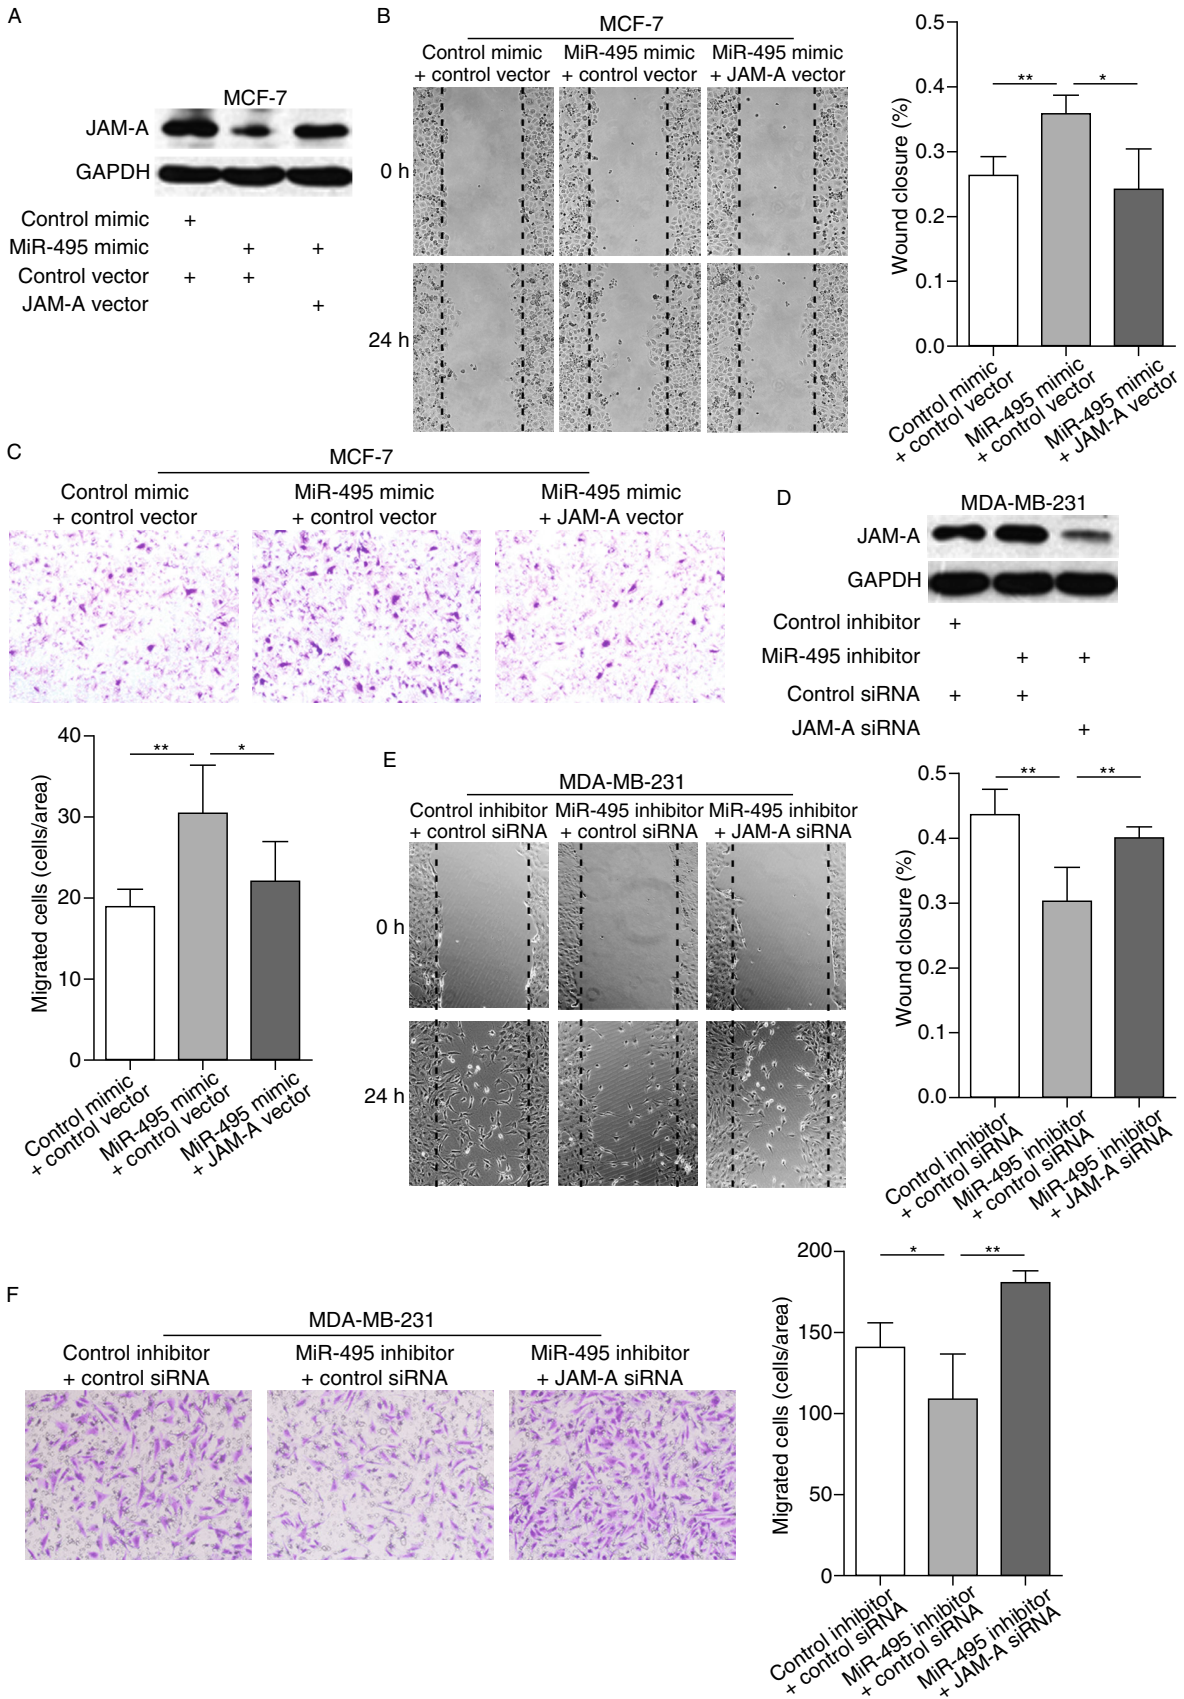 A
MCF-7
JAM-A
GAPDH
Control mimic +
MiR-495 mimic + +
Control vector + +
JAM-A vector +
B
MCF-7
Control mimic
+ control vector
MiR-495 mimic
+ control vector
MiR-495 mimic
+ JAM-A vector
0 h
24 h
0.5
0.4
0.3
0.2
0.1
0.0
Wound closure (%)
** *
Control mimic
+ control vector
MiR-495 mimic
+ control vector
MiR-495 mimic
+ JAM-A vector
C
MCF-7
Control mimic
+ control vector
MiR-495 mimic
+ control vector
MiR-495 mimic
+ JAM-A vector
40
30
20
10
0
Migrated cells (cells/area)
** *
Control mimic
+ control vector
MiR-495 mimic
+ control vector
MiR-495 mimic
+ JAM-A vector
D
MDA-MB-231
JAM-A
GAPDH
Control inhibitor +
MiR-495 inhibitor + +
Control siRNA + +
JAM-A siRNA +
E
MDA-MB-231
Control inhibitor
+ control siRNA
MiR-495 inhibitor
+ control siRNA
MiR-495 inhibitor
+ JAM-A siRNA
0 h
24 h
0.5
0.4
0.3
0.2
0.1
0.0
Wound closure (%)
** **
Control inhibitor
+ control siRNA
MiR-495 inhibitor
+ control siRNA
MiR-495 inhibitor
+ JAM-A siRNA
F
MDA-MB-231
Control inhibitor
+ control siRNA
MiR-495 inhibitor
+ control siRNA
MiR-495 inhibitor
+ JAM-A siRNA
200
150
100
50
0
Migrated cells (cells/area)
* **
Control inhibitor
+ control siRNA
MiR-495 inhibitor
+ control siRNA
MiR-495 inhibitor
+ JAM-A siRNA